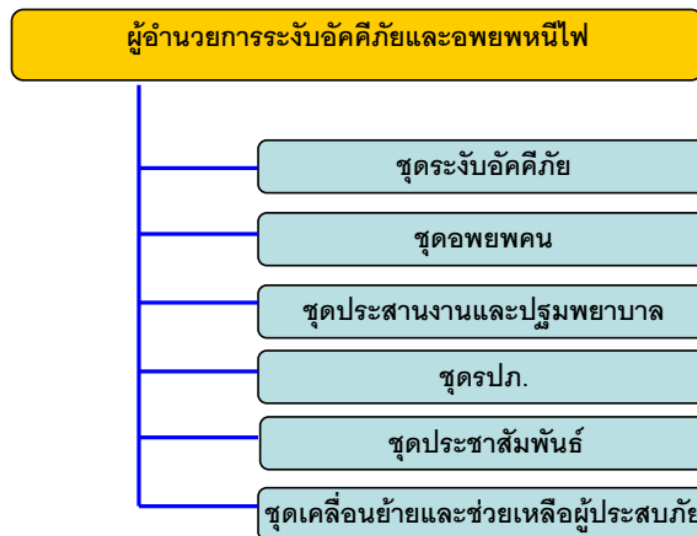 ผู้อำนวยการระงับอัคคีภัยและอพยพหนีไฟ
ชุดระงับอัคคีภัย
ชุดอพยพคน
ชุดประสานงานและปฐมพยาบาล
ชุดรปภ.
ชุดประชาสัมพันธ์
ชุดเคลื่อนย้ายและช่วยเหลือผู้ประสบภัย